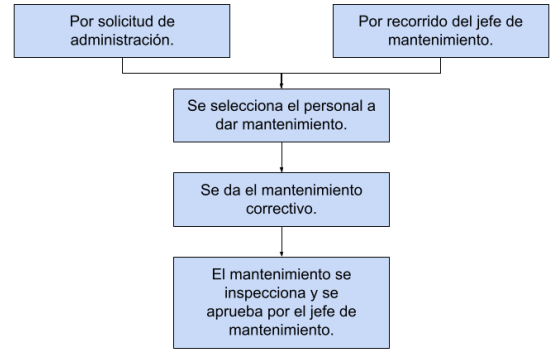 Por solicitud de
administración.
Por recorrido del jefe de
mantenimiento.
Se selecciona el personal a
dar mantenimiento.
Se da el mantenimiento
correctivo.
El mantenimiento se
inspecciona y se
aprueba por el jefe de
mantenimiento.